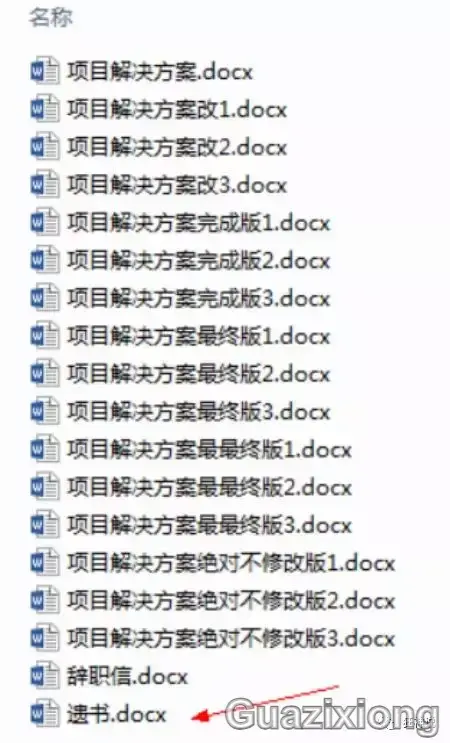 名称
项目解决方案.docx
项目解决方案改1.docx
项目解决方案改2.docx
项目解决方案改3.docx
项目解决方案完成版1.docx
项目解决方案完成版2.docx
项目解决方案完成版3.docx
项目解决方案最终版1.docx
项目解决方案最终版2.docx
项目解决方案最终版3.docx
项目解决方案最最终版1.docx
项目解决方案最最终版2.docx
项目解决方案最最终版3.docx
项目解决方案绝对不修改版1.docx
项目解决方案绝对不修改版2.docx
项目解决方案绝对不修改版3.docx
辞职信.docx
遗书.docx
Guazixiong